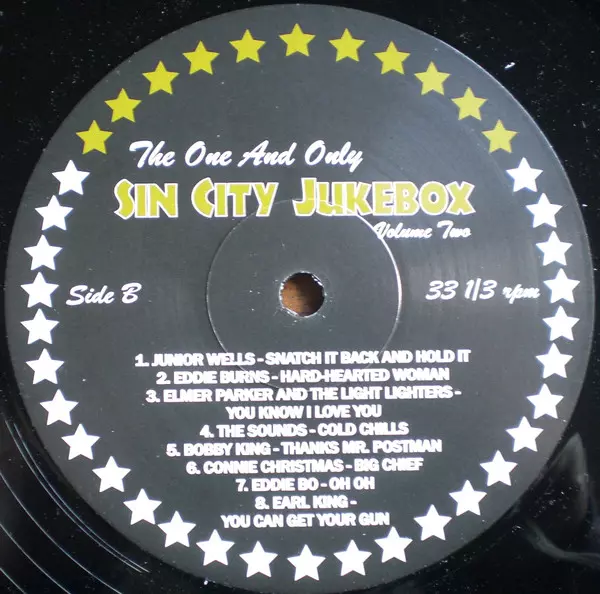 The One And Only
SIN CITY JUKEBOX
Volume Two
Side B
33 1/3 rpm
1. JUNIOR WELLS - SNATCH IT BACK AND HOLD IT
2. EDDIE BURNS - HARD-HEARTED WOMAN
3. ELMER PARKER AND THE LIGHT LIGHTERS -
YOU KNOW I LOVE YOU
4. THE SOUNDS - COLD CHILLS
5. BOBBY KING - THANKS MR. POSTMAN
6. CONNIE CHRISTMAS - BIG CHIEF
7. EDDIE BO - OH OH
8. EARL KING -
YOU CAN GET YOUR GUN